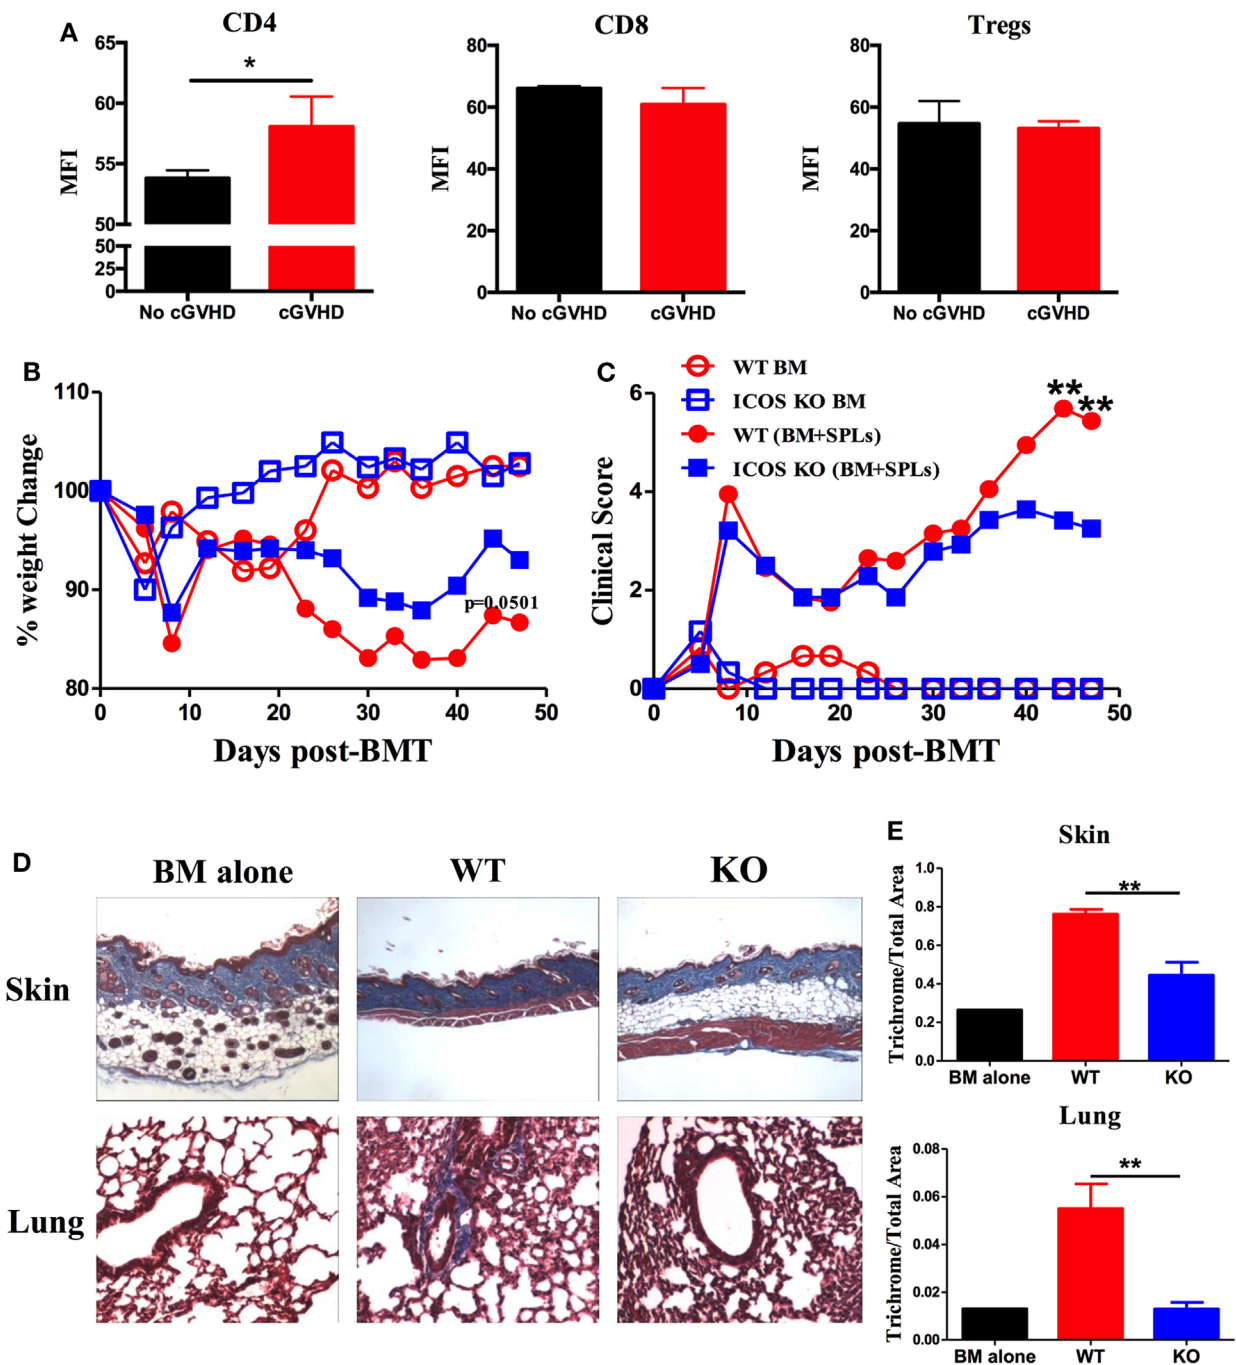 A
CD4
CD8
Tregs
*
65
60
55
50
50
25
0
MFI
No cGVHD
cGVHD
80
60
40
20
0
MFI
No cGVHD
cGVHD
80
60
40
20
0
MFI
No cGVHD
cGVHD
B
110
100
90
80
% weight Change
p=0.0501
0
10
20
30
40
50
Days post-BMT
C
WT BM
ICOS KO BM
WT (BM+SPLs)
ICOS KO (BM+SPLs)
**
**
6
4
2
0
Clinical Score
0
10
20
30
40
50
Days post-BMT
D
BM alone
WT
KO
Skin
Lung
E
Skin
**
1.0
0.8
0.6
0.4
0.2
0.0
Trichrome/Total Area
BM alone
WT
KO
Lung
**
0.08
0.06
0.04
0.02
0.00
Trichrome/Total Area
BM alone
WT
KO